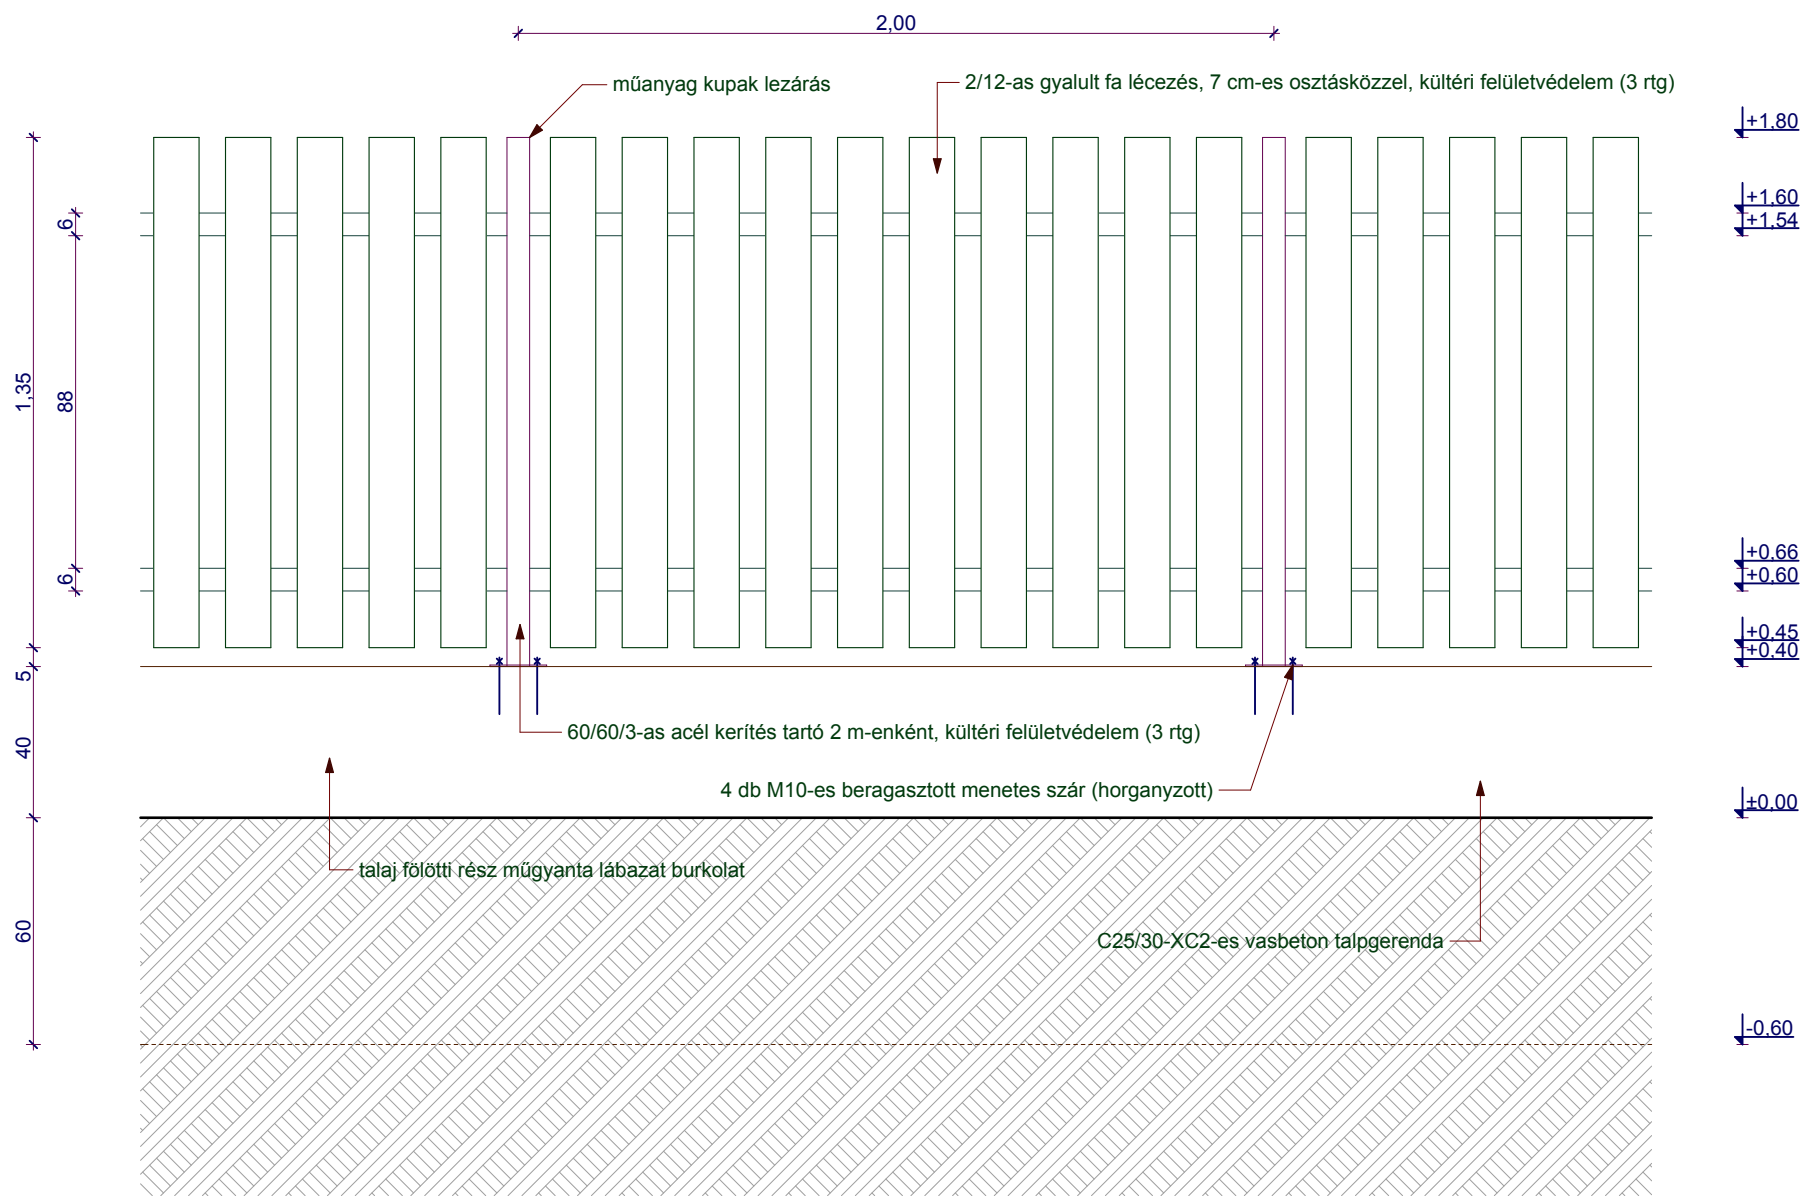 2,00
műanyag kupak lezárás
2/12-as gyalult fa lécezés, 7 cm-es osztásközzel, kültéri felületvédelem (3 rtg)
+1,80
+1,60
+1,54
6
1,35
88
6
+0,66
+0,60
+0,45
+0,40
5
60/60/3-as acél kerítés tartó 2 m-enként, kültéri felületvédelem (3 rtg)
40
4 db M10-es beragasztott menetes szár (horganyzott)
±0,00
talaj fölötti rész műgyanta lábazat burkolat
60
C25/30-XC2-es vasbeton talpgerenda
-0,60